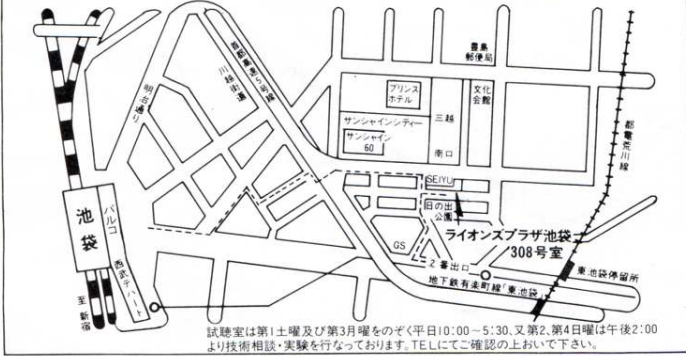 豊島
郵便局
首都高速5号線
川越街道
明治通り
プリンス
ホテル
文化
会館
サンシャインシティー
三越
サンシャイン
60
南口
都電荒川線
SEIYU
日の出
公園
池袋
パルコ
西武デパート
GS
ライオンズプラザ池袋
308号室
2番出口
地下鉄有楽町線「東池袋」
東池袋停留所
至新宿
試聴室は第1土曜及び第3月曜をのぞく平日10:00~5:30、又第2、第4日曜は午後2:00
より技術相談・実験を行なっております。TELにてご確認の上おいで下さい。